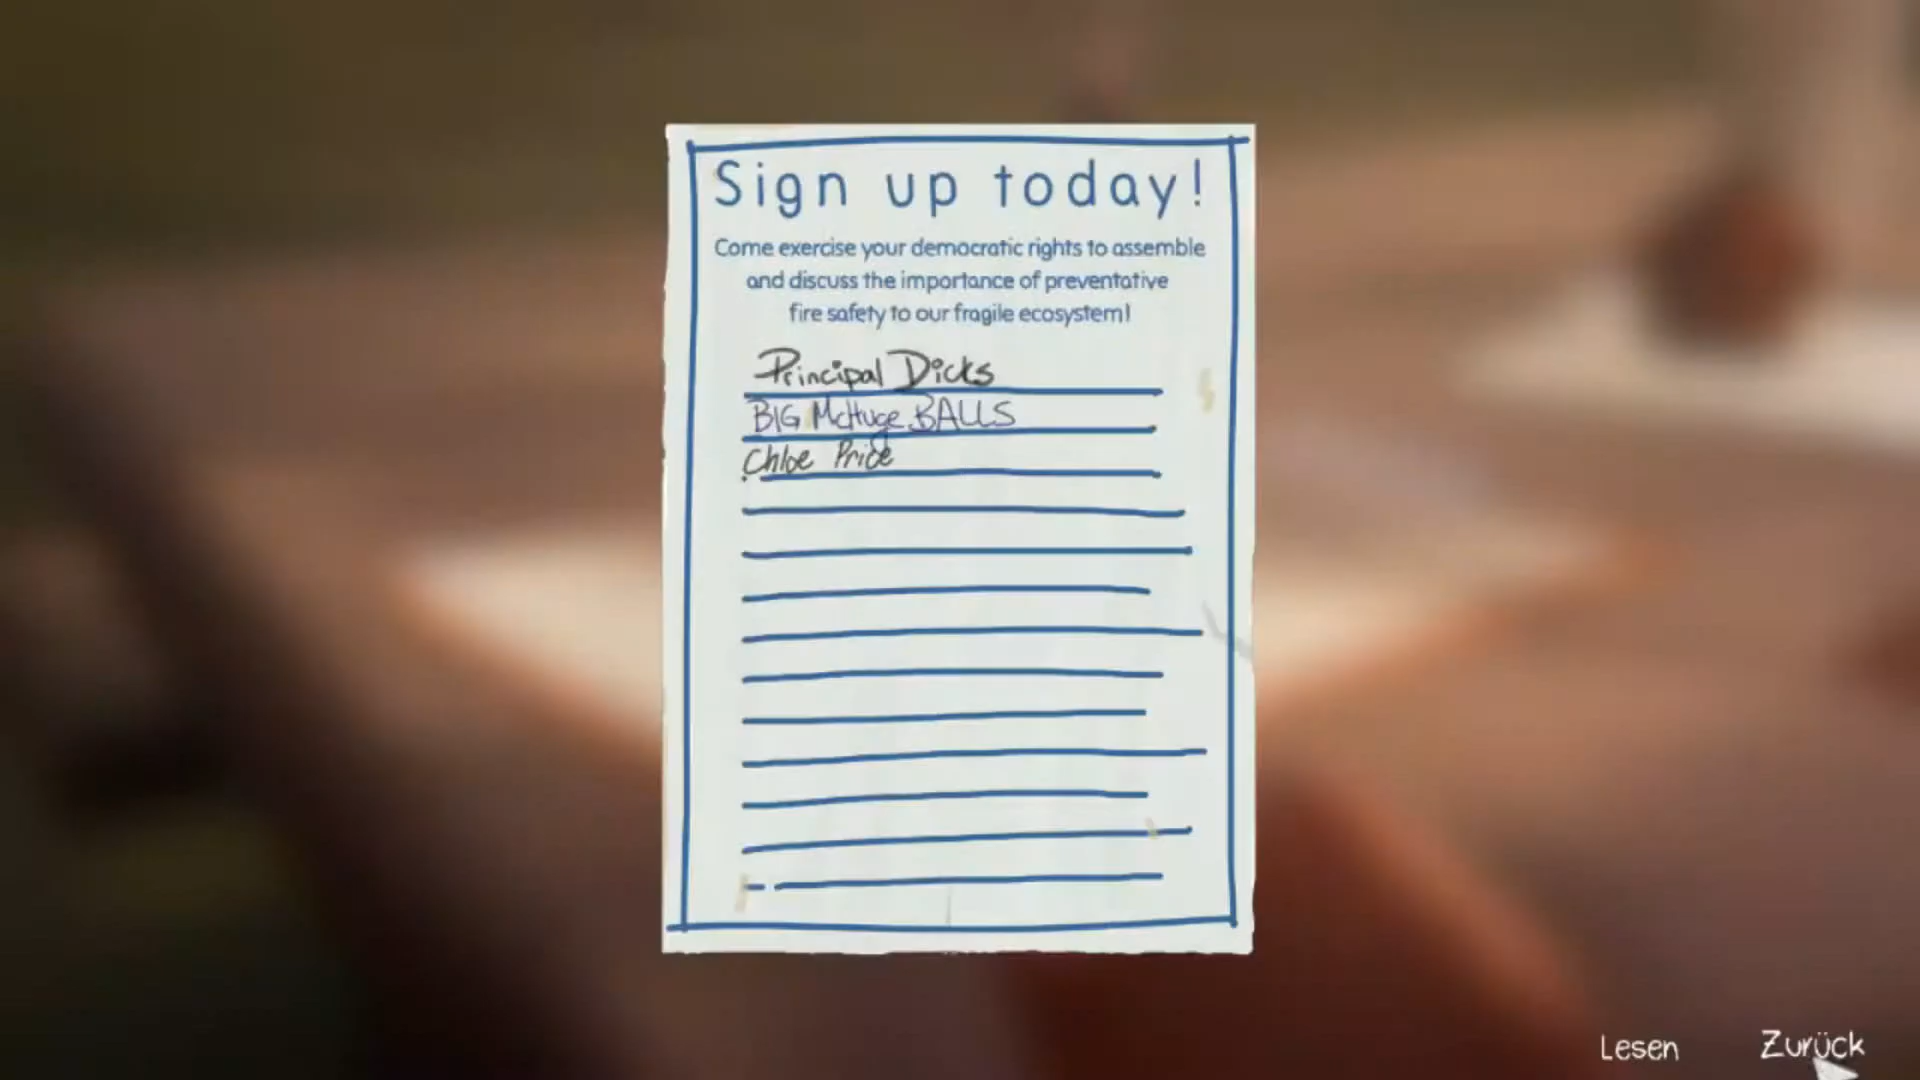 Sign up today!
Come exercise your democratic rights to assemble
and discuss the importance of preventative
fire safety to our fragile ecosystem!
Principal Dicks
BIG McHuge BALLS
Chloe Price
Lesen Zurück